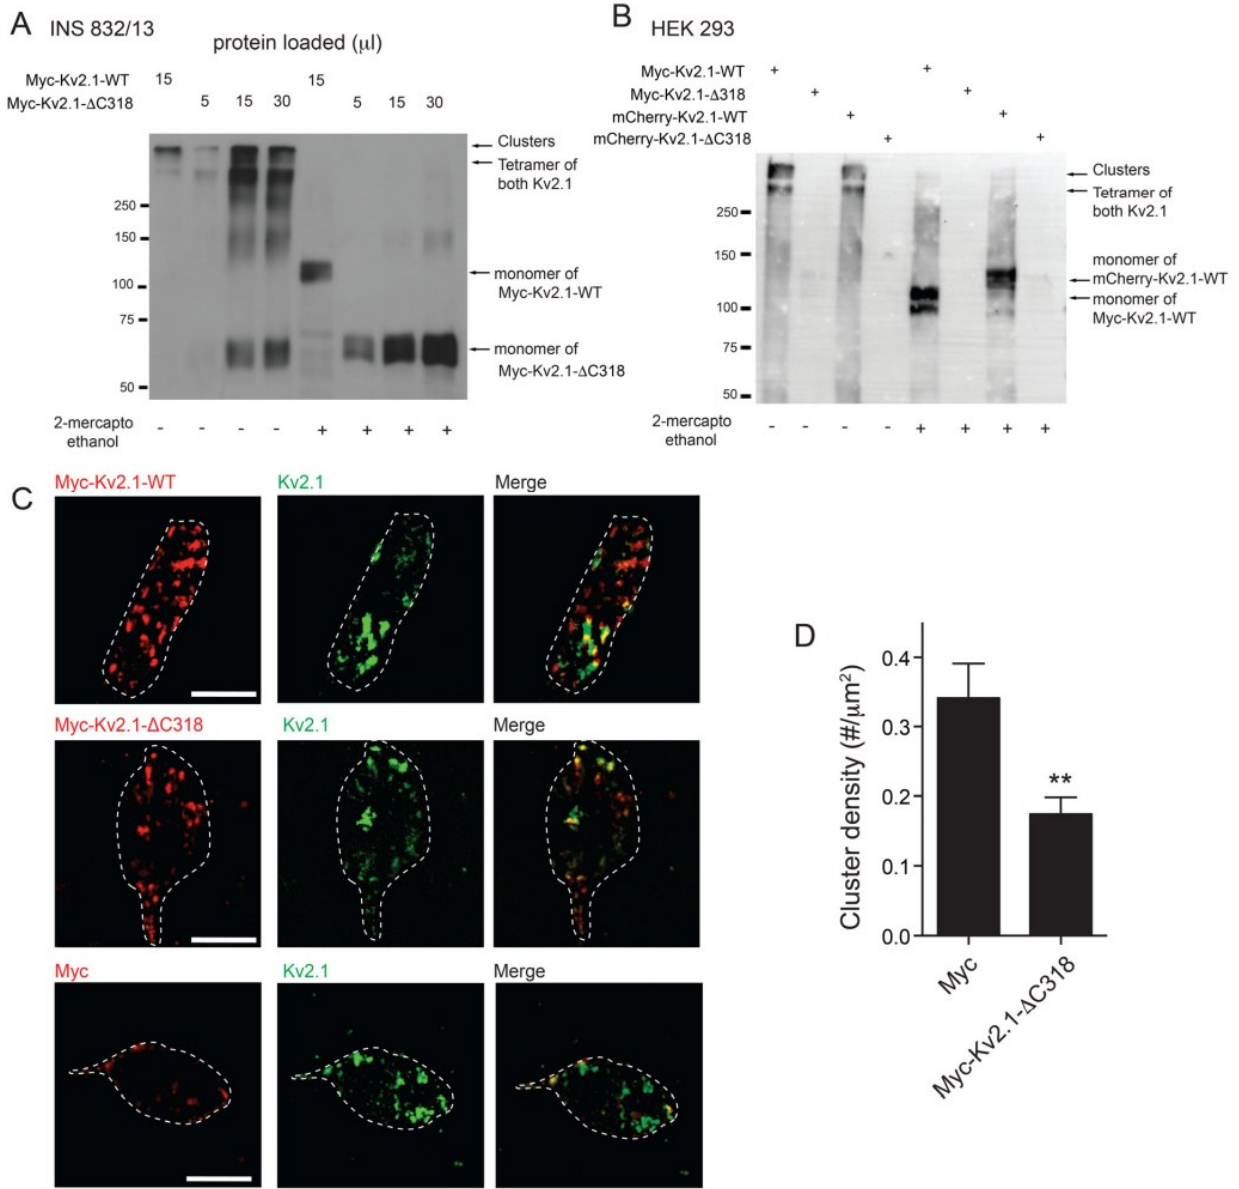 A INS 832/13
protein loaded (µl)
Myc-Kv2.1-WT 15 15
Myc-Kv2.1-ΔC318 5 15 30 5 15 30
Clusters
Tetramer of
both Kv2.1
250
150
monomer of
Myc-Kv2.1-WT
100
75
monomer of
Myc-Kv2.1-ΔC318
50
2-mercapto
ethanol
- - - - + + + +
B HEK 293
Myc-Kv2.1-WT + +
Myc-Kv2.1-Δ318 + +
mCherry-Kv2.1-WT + +
mCherry-Kv2.1-ΔC318 + +
Clusters
Tetramer of
both Kv2.1
250
150
monomer of
mCherry-Kv2.1-WT
monomer of
Myc-Kv2.1-WT
100
75
50
2-mercapto
ethanol
- - - - + + + +
C
Myc-Kv2.1-WT Kv2.1 Merge
Myc-Kv2.1-ΔC318 Kv2.1 Merge
Myc Kv2.1 Merge
D
Cluster density (#/µm²)
0.4
0.3
0.2
0.1
0.0
**
Myc
Myc-Kv2.1-ΔC318